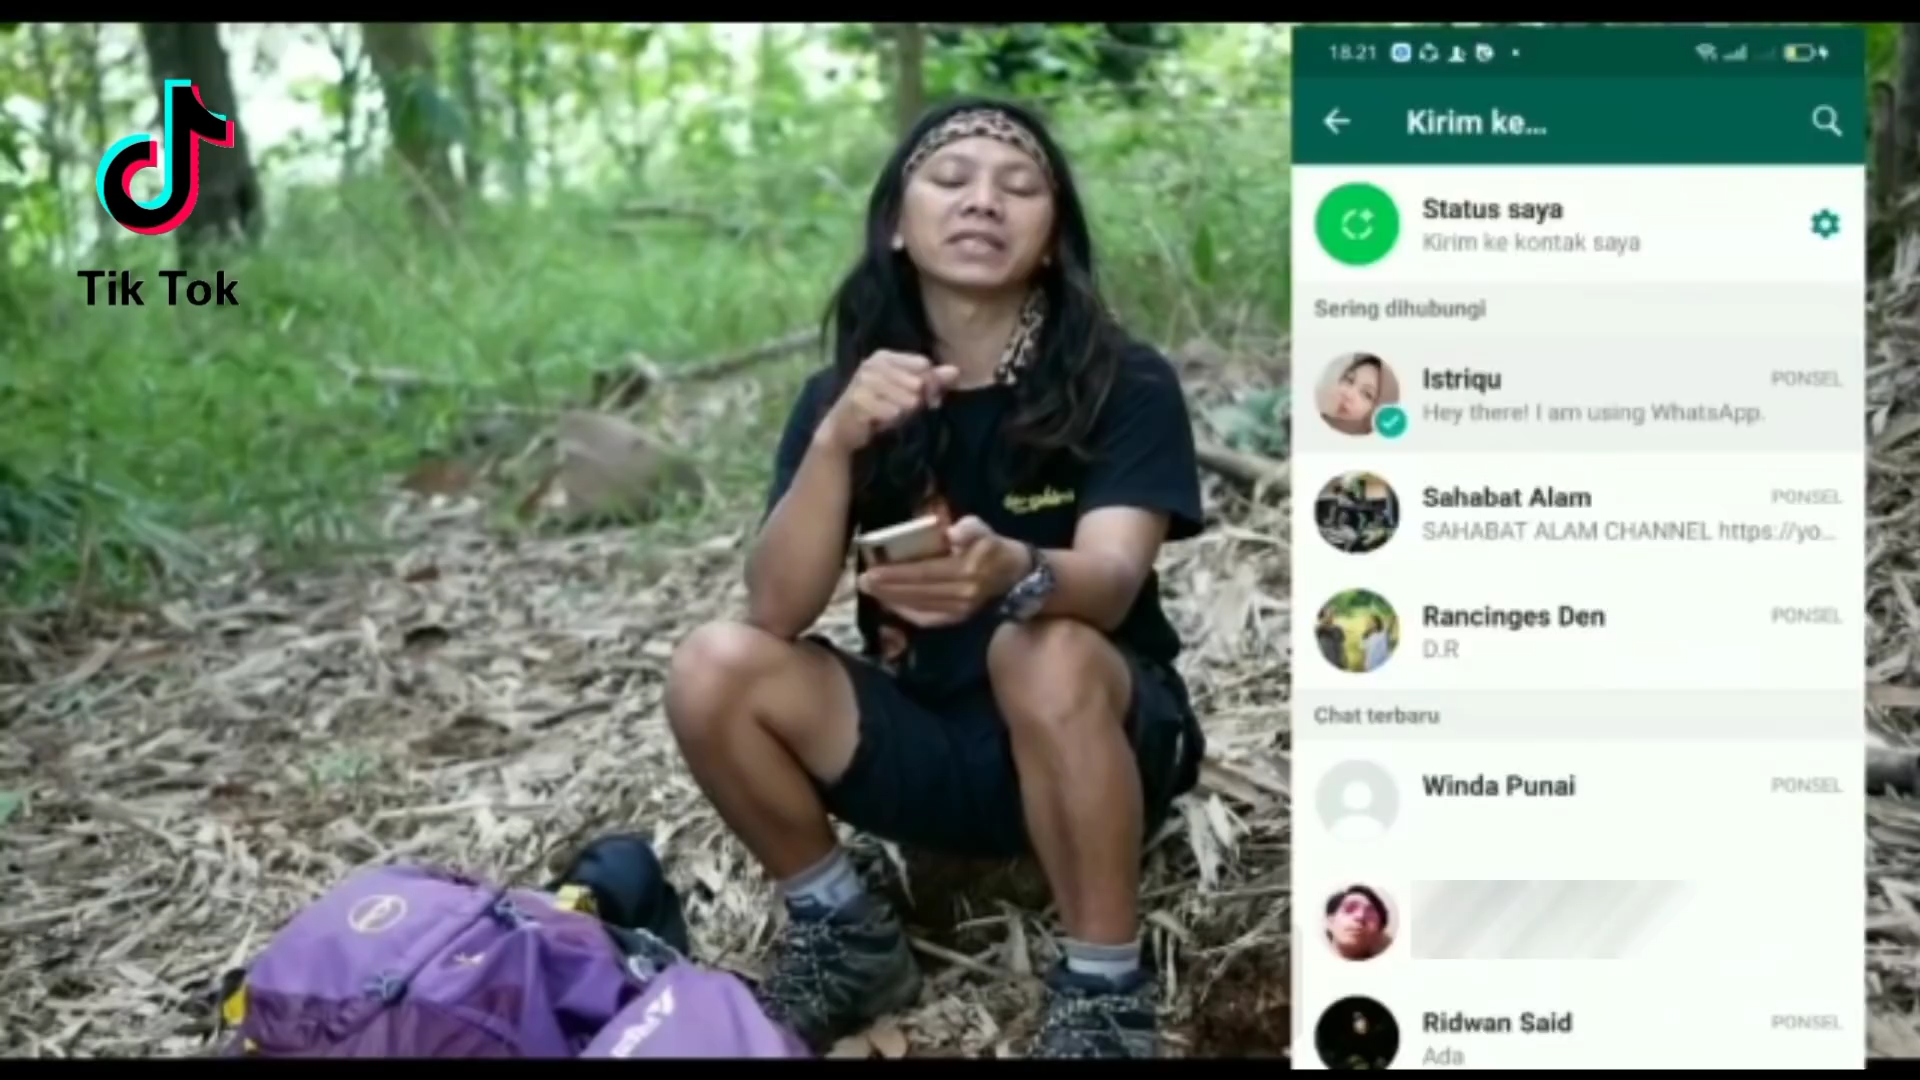 Tik Tok
18.21
Kirim ke...
Status saya
Kirim ke kontak saya
Sering dihubungi
Istriqu
PONSEL
Hey there! I am using WhatsApp.
Sahabat Alam
PONSEL
SAHABAT ALAM CHANNEL https://yo...
Rancinges Den
PONSEL
D.R
Chat terbaru
Winda Punai
PONSEL
Ridwan Said
PONSEL
Ada